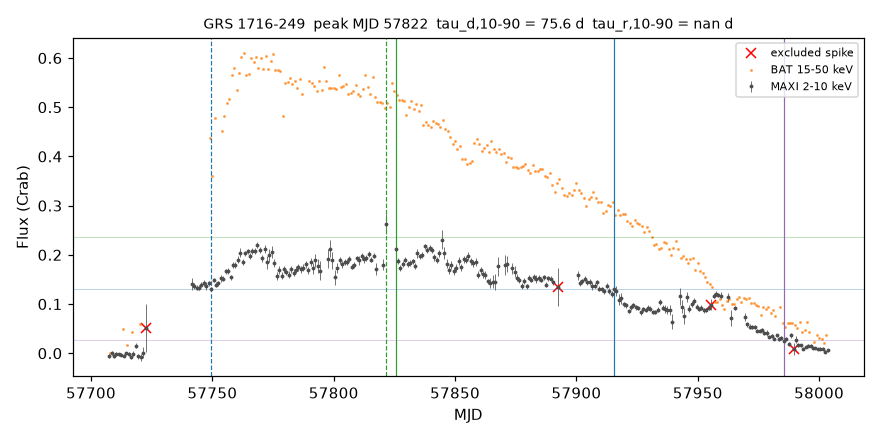 GRS 1716-249  peak MJD 57822  tau_d,10-90 = 75.6 d  tau_r,10-90 = nan d
excluded spike
BAT 15-50 keV
MAXI 2-10 keV
Flux (Crab)
0.6
0.5
0.4
0.3
0.2
0.1
0.0
57700 57750 57800 57850 57900 57950 58000
MJD